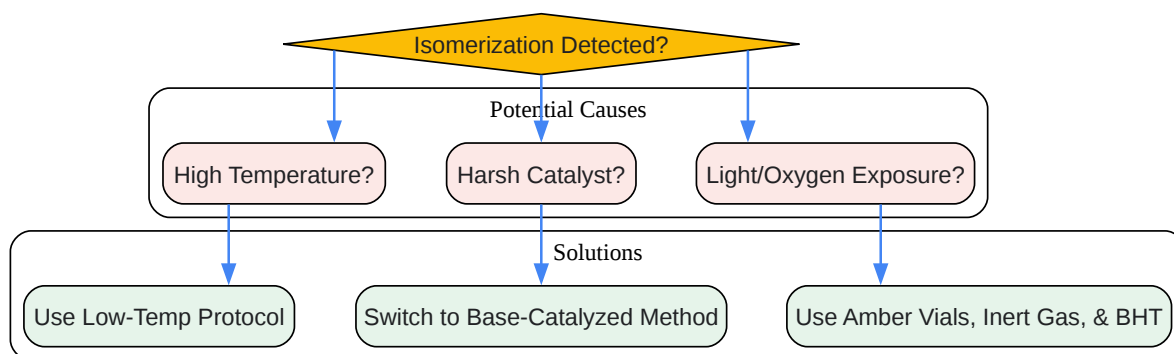 Isomerization Detected?
Potential Causes
High Temperature?
Harsh Catalyst?
Light/Oxygen Exposure?
Solutions
Use Low-Temp Protocol
Switch to Base-Catalyzed Method
Use Amber Vials, Inert Gas, & BHT